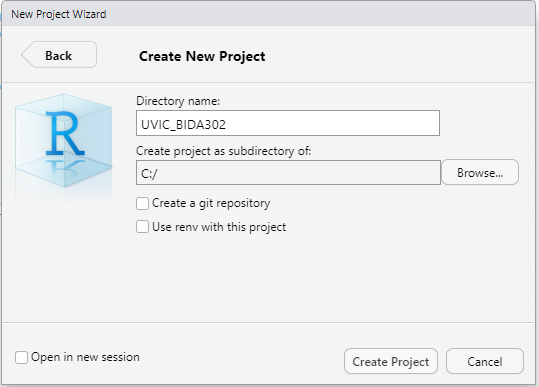 New Project Wizard
Back
Create New Project
R
Directory name:
UVIC_BIDA302
Create project as subdirectory of:
C:/
Browse...
Create a git repository
Use renv with this project
Open in new session
Create Project
Cancel